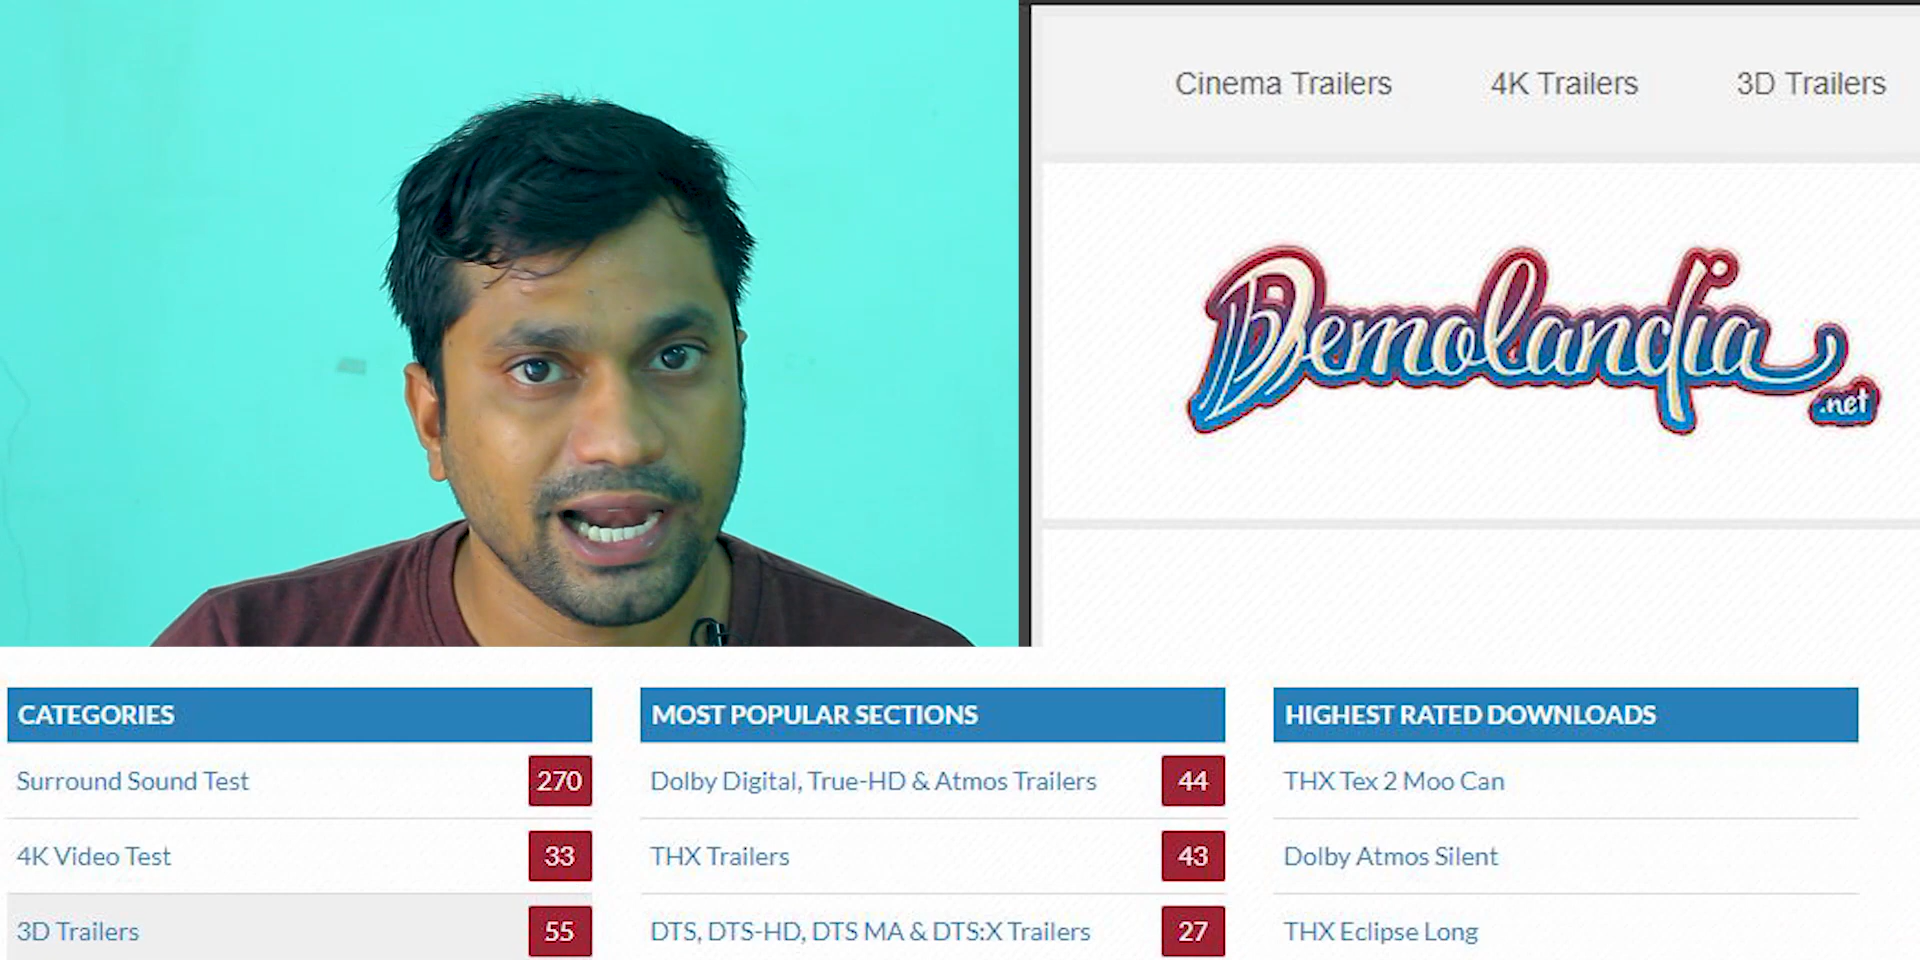 Cinema Trailers 4K Trailers 3D Trailers
Demolandia
.net
CATEGORIES
Surround Sound Test 270
4K Video Test 33
3D Trailers 55
MOST POPULAR SECTIONS
Dolby Digital, True-HD & Atmos Trailers 44
THX Trailers 43
DTS, DTS-HD, DTS MA & DTS:X Trailers 27
HIGHEST RATED DOWNLOADS
THX Tex 2 Moo Can
Dolby Atmos Silent
THX Eclipse Long